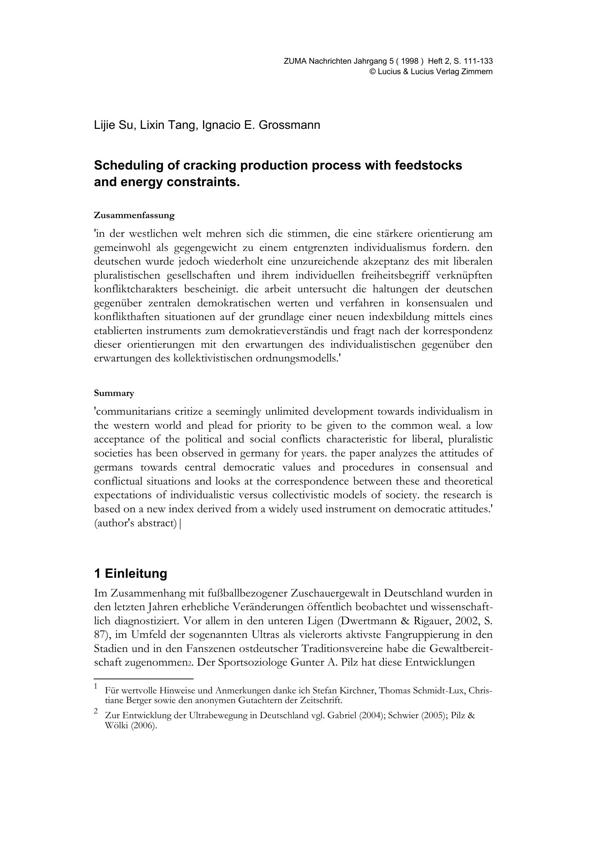 ZUMA Nachrichten Jahrgang 5 ( 1998 ) Heft 2, S. 111-133
© Lucius & Lucius Verlag Zimmern
Lijie Su, Lixin Tang, Ignacio E. Grossmann
Scheduling of cracking production process with feedstocks
and energy constraints.
Zusammenfassung
'in der westlichen welt mehren sich die stimmen, die eine stärkere orientierung am
gemeinwohl als gegengewicht zu einem entgrenzten individualismus fordern. den
deutschen wurde jedoch wiederholt eine unzureichende akzeptanz des mit liberalen
pluralistischen gesellschaften und ihrem individuellen freiheitsbegriff verknüpften
konfliktcharakters bescheinigt. die arbeit untersucht die haltungen der deutschen
gegenüber zentralen demokratischen werten und verfahren in konsensualen und
konflikthaften situationen auf der grundlage einer neuen indexbildung mittels eines
etablierten instruments zum demokratieverständis und fragt nach der korrespondenz
dieser orientierungen mit den erwartungen des individualistischen gegenüber den
erwartungen des kollektivistischen ordnungsmodells.'
Summary
'communitarians critize a seemingly unlimited development towards individualism in
the western world and plead for priority to be given to the common weal. a low
acceptance of the political and social conflicts characteristic for liberal, pluralistic
societies has been observed in germany for years. the paper analyzes the attitudes of
germans towards central democratic values and procedures in consensual and
conflictual situations and looks at the correspondence between these and theoretical
expectations of individualistic versus collectivistic models of society. the research is
based on a new index derived from a widely used instrument on democratic attitudes.'
(author's abstract)|
1 Einleitung
Im Zusammenhang mit fußballbezogener Zuschauergewalt in Deutschland wurden in
den letzten Jahren erhebliche Veränderungen öffentlich beobachtet und wissenschaft-
lich diagnostiziert. Vor allem in den unteren Ligen (Dwertmann & Rigauer, 2002, S.
87), im Umfeld der sogenannten Ultras als vielerorts aktivste Fangruppierung in den
Stadien und in den Fanszenen ostdeutscher Traditionsvereine habe die Gewaltbereit-
schaft zugenommen2. Der Sportsoziologe Gunter A. Pilz hat diese Entwicklungen
1 Für wertvolle Hinweise und Anmerkungen danke ich Stefan Kirchner, Thomas Schmidt-Lux, Chris-
tiane Berger sowie den anonymen Gutachtern der Zeitschrift.
2 Zur Entwicklung der Ultrabewegung in Deutschland vgl. Gabriel (2004); Schwier (2005); Pilz &
Wölki (2006).